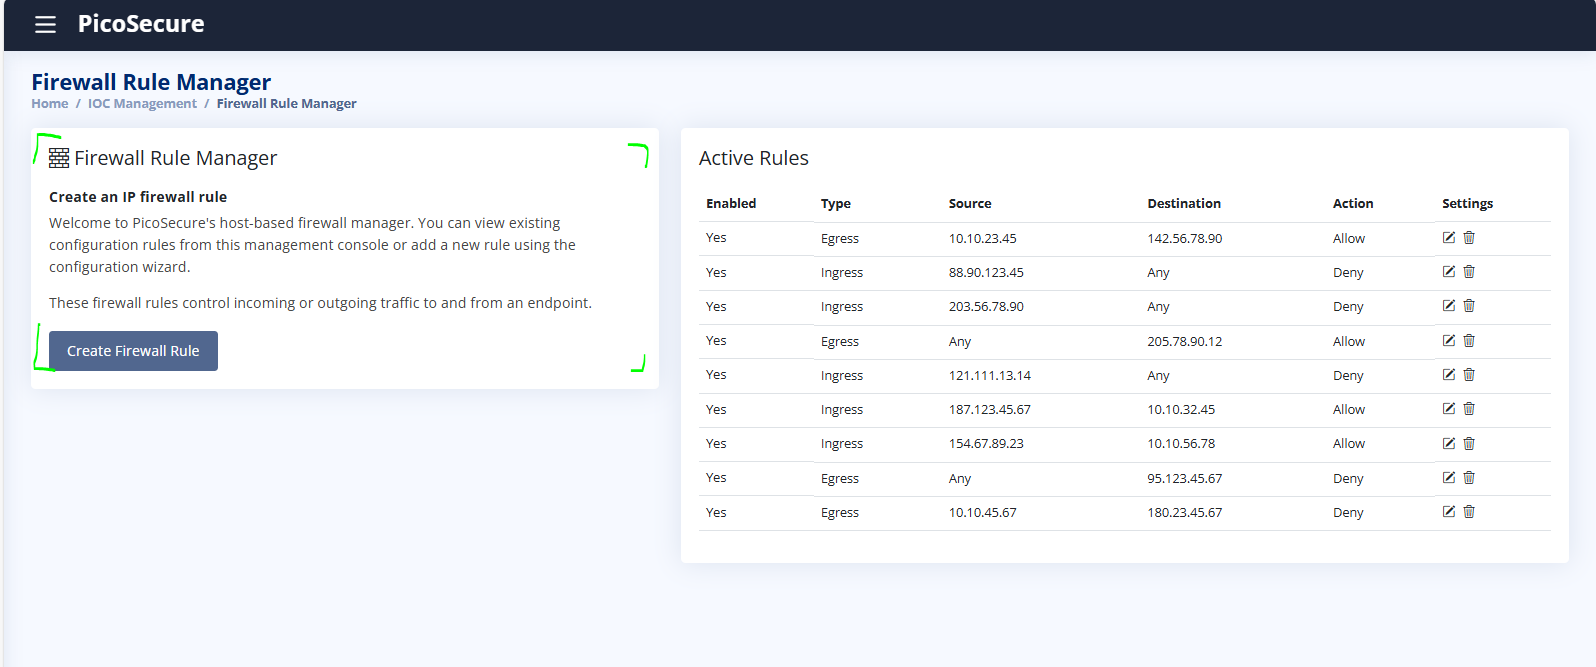 PicoSecure
Firewall Rule Manager
Home / IOC Management / Firewall Rule Manager
Firewall Rule Manager
Create an IP firewall rule
Welcome to PicoSecure's host-based firewall manager. You can view existing
configuration rules from this management console or add a new rule using the
configuration wizard.
These firewall rules control incoming or outgoing traffic to and from an endpoint.
Create Firewall Rule
Active Rules
Enabled Type Source Destination Action Settings
Yes Egress 10.10.23.45 142.56.78.90 Allow
Yes Ingress 88.90.123.45 Any Deny
Yes Ingress 203.56.78.90 Any Deny
Yes Egress Any 205.78.90.12 Allow
Yes Ingress 121.111.13.14 Any Deny
Yes Ingress 187.123.45.67 10.10.32.45 Allow
Yes Ingress 154.67.89.23 10.10.56.78 Allow
Yes Egress Any 95.123.45.67 Deny
Yes Egress 10.10.45.67 180.23.45.67 Deny